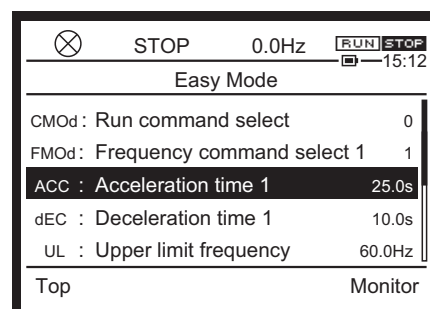 STOP 0.0Hz RUN STOP
15:12
Easy Mode
CMOd : Run command select 0
FMOd : Frequency command select 1 1
ACC : Acceleration time 1 25.0s
dEC : Deceleration time 1 10.0s
UL : Upper limit frequency 60.0Hz
Top Monitor